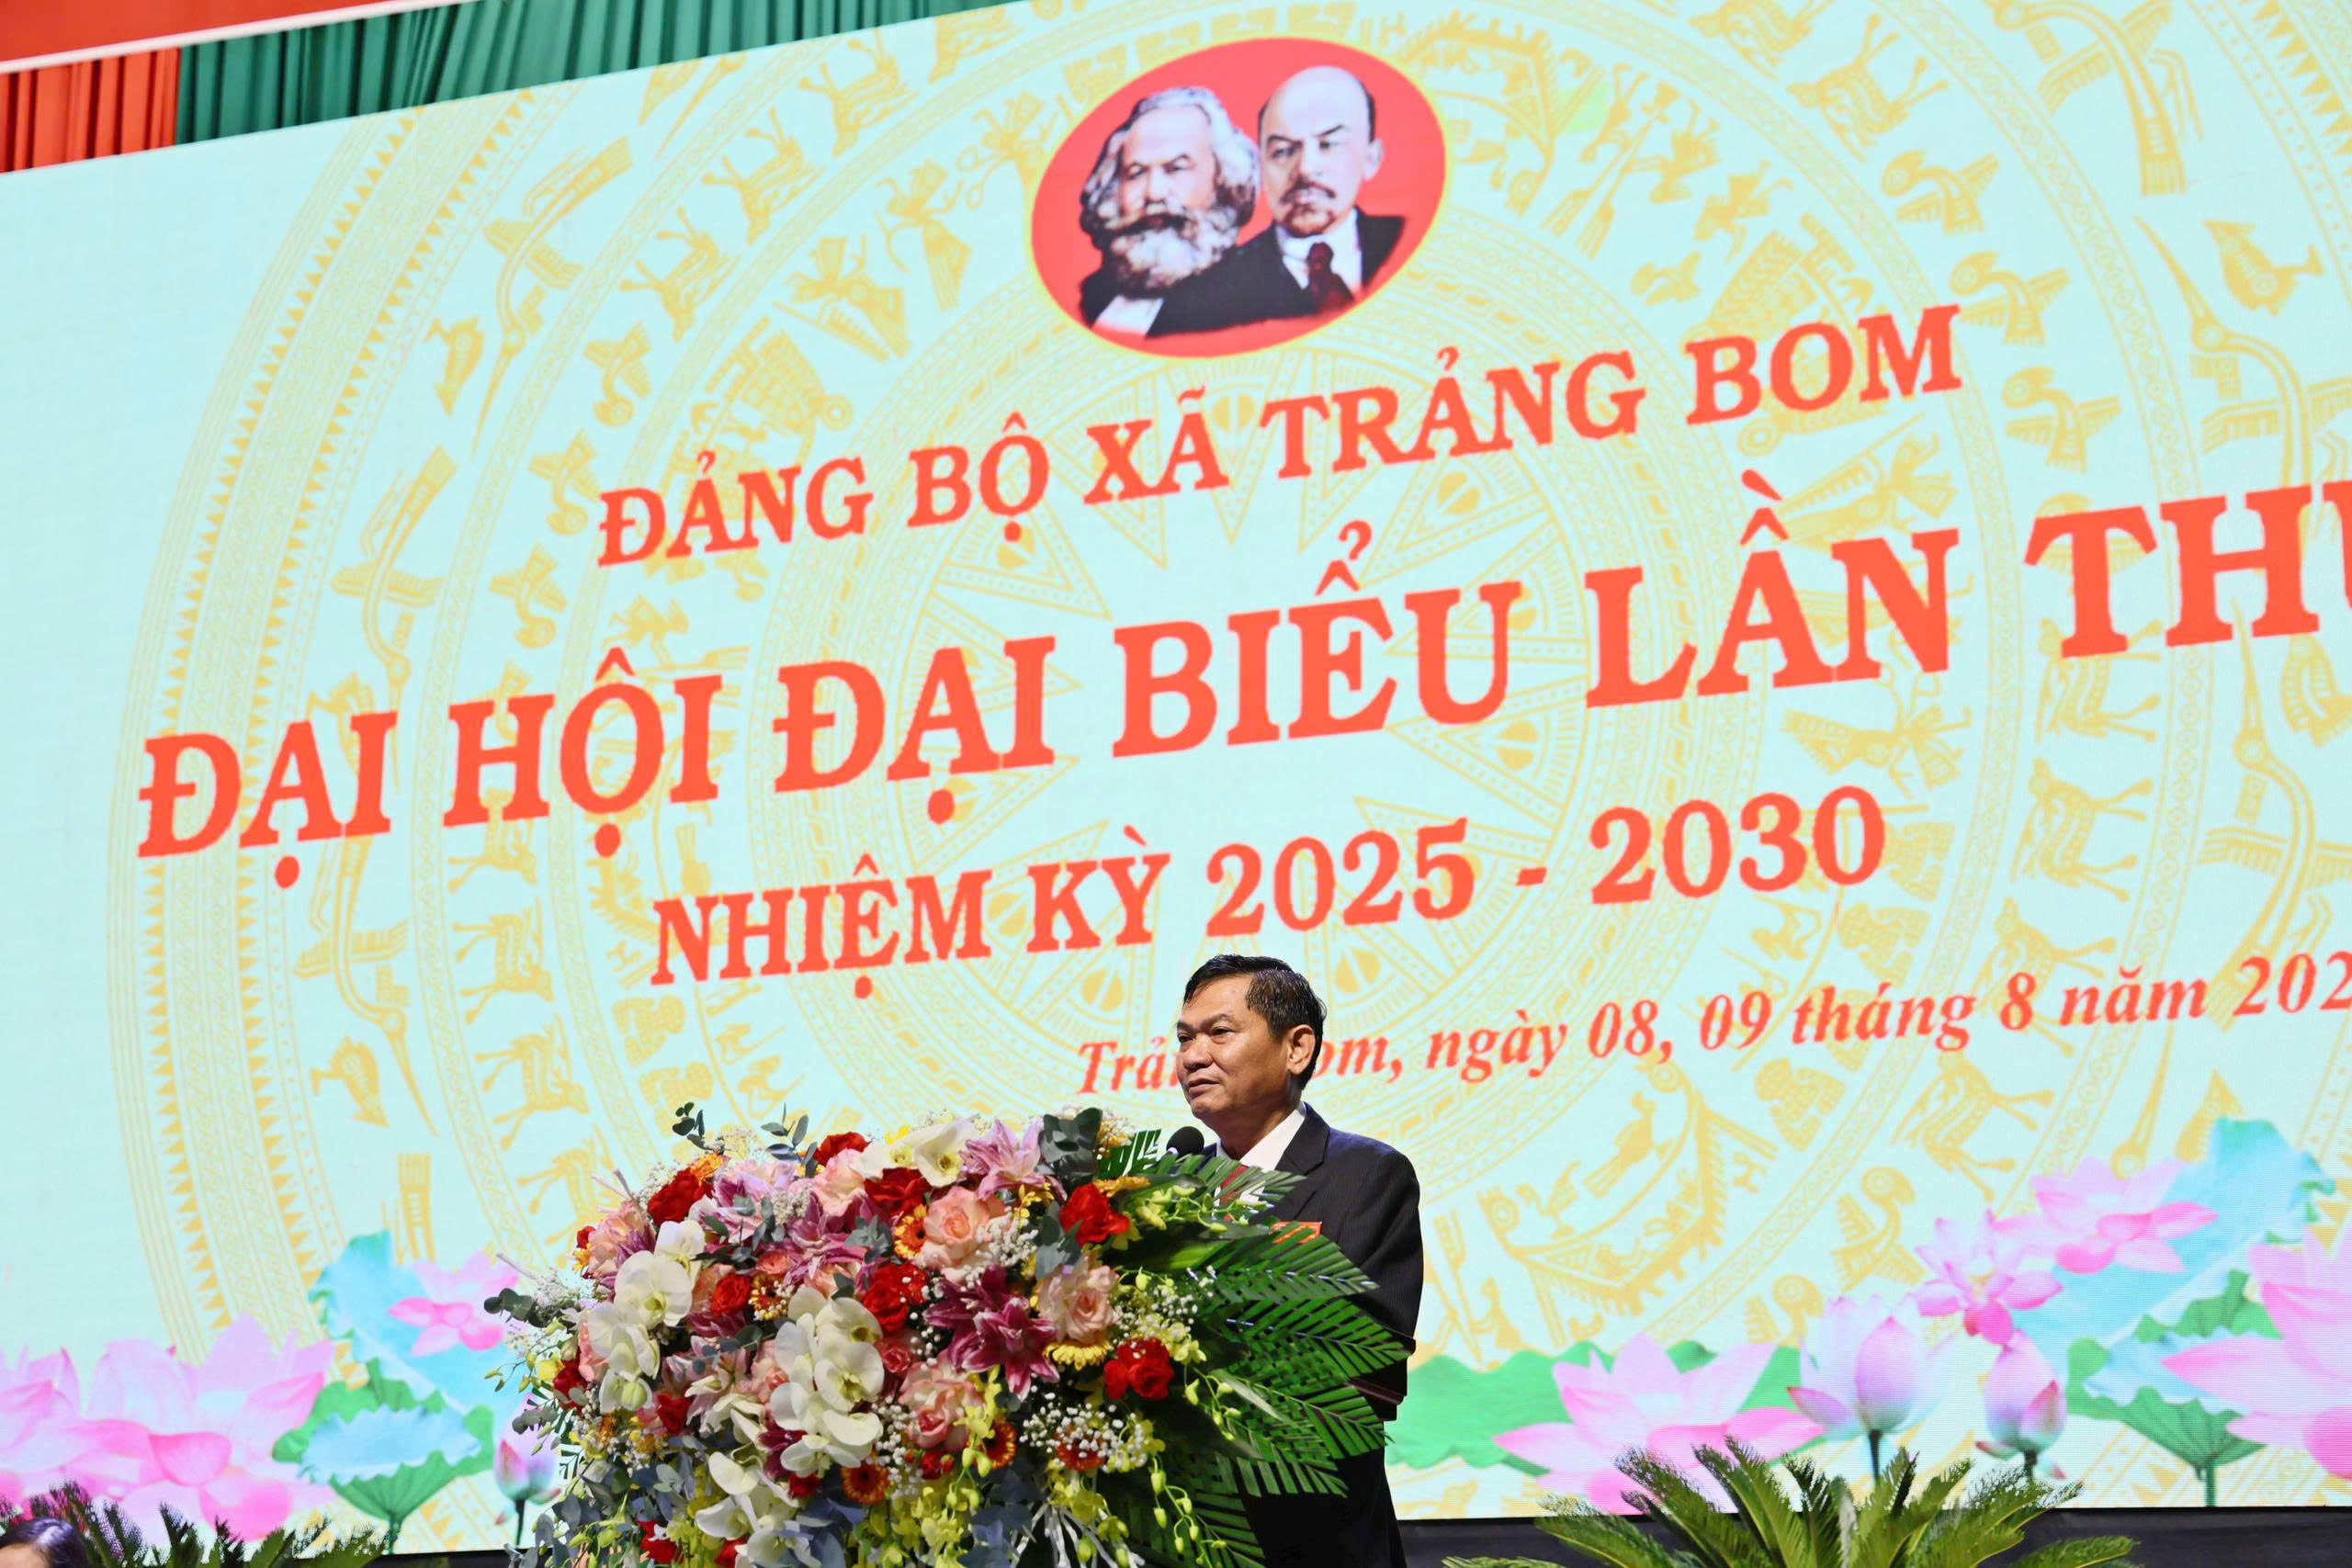 ĐẢNG BỘ XÃ TRẢNG BOM
ĐẠI HỘI ĐẠI BIỂU LẦN
NHIỆM KỲ 2025 - 2030
ngày 08, 09 tháng 8 năm